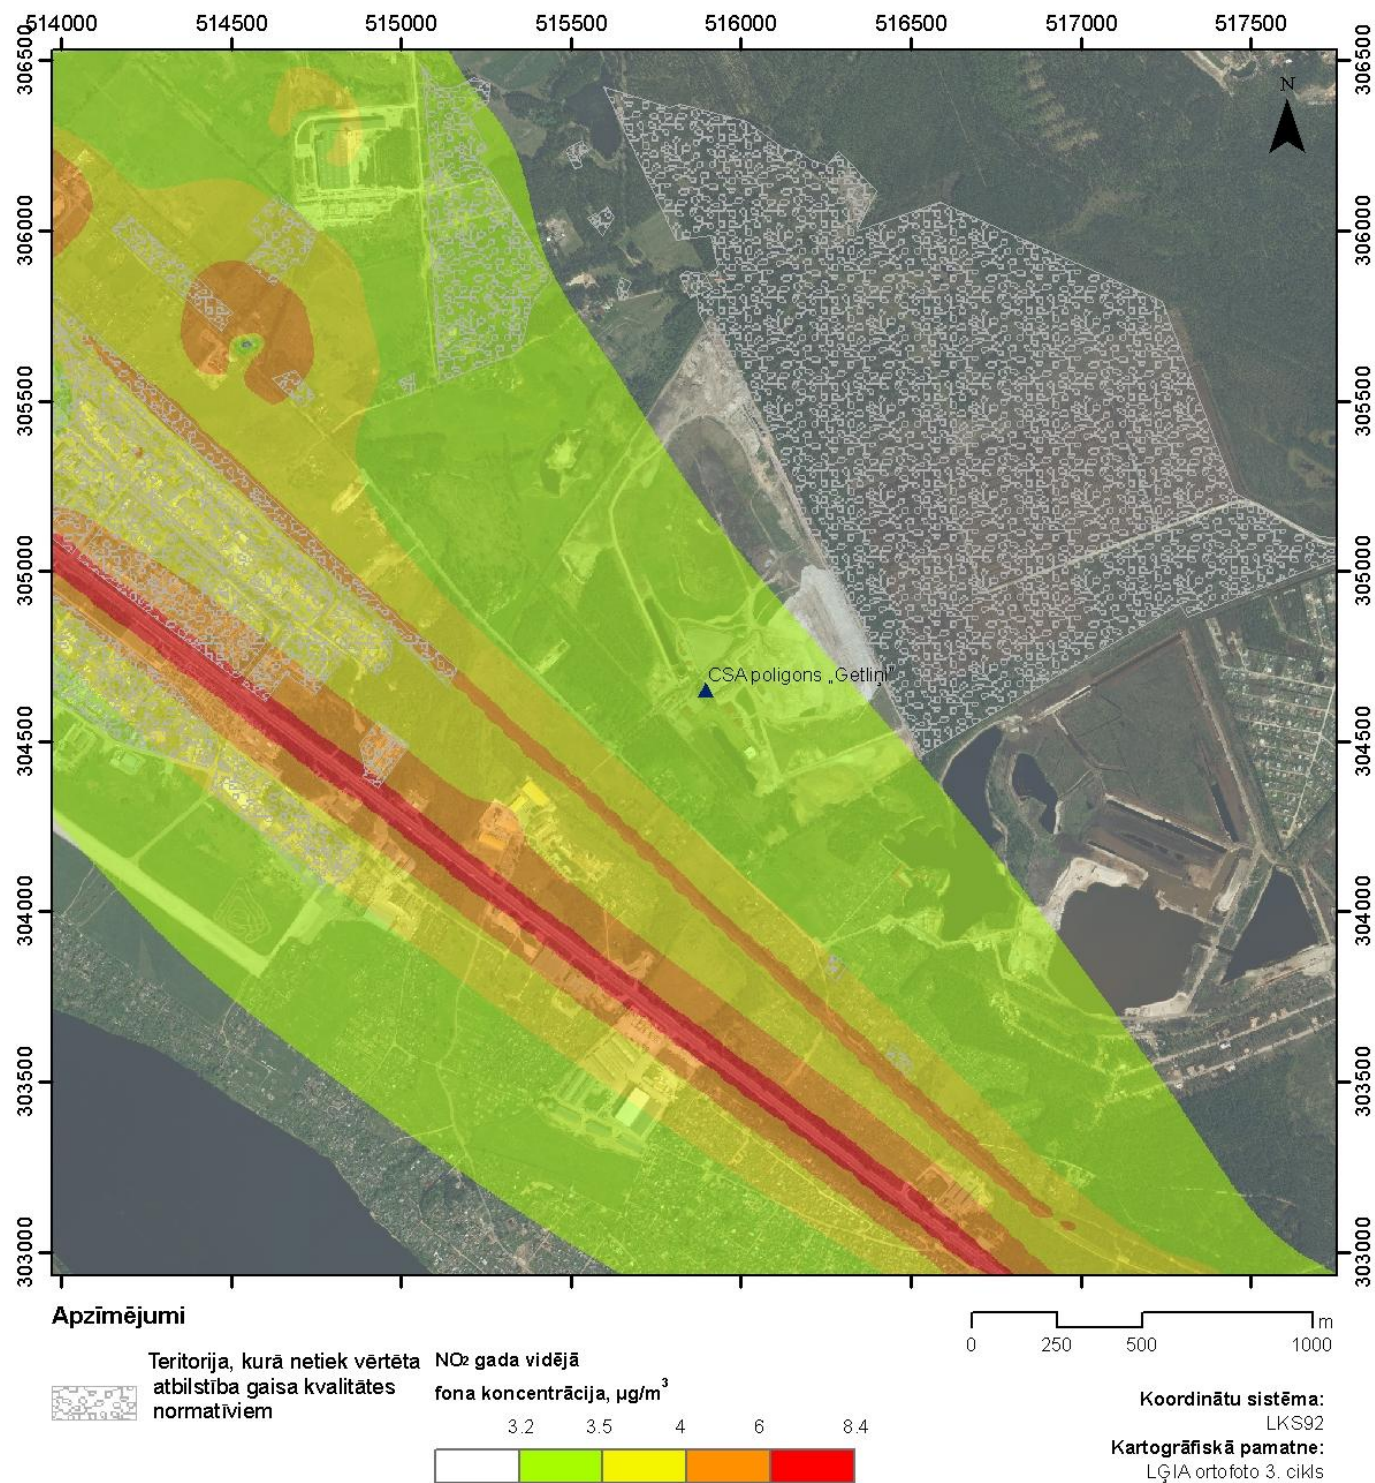 514000 514500 515000 515500 516000 516500 517000 517500
306500 306500
N
306000 306000
305500 305500
305000 305000
CSA poligons „Getliņi”
304500 304500
304000 304000
303500 303500
303000 303000
Apzīmējumi
Teritorija, kurā netiek vērtēta
atbilstība gaisa kvalitātes
normatīviem
NO2 gada vidējā
fona koncentrācija, µg/m³
3.2 3.5 4 6 8.4
m
0 250 500 1000
Koordinātu sistēma:
LKS92
Kartogrāfiskā pamatne:
LĢIA ortofoto 3. cikls